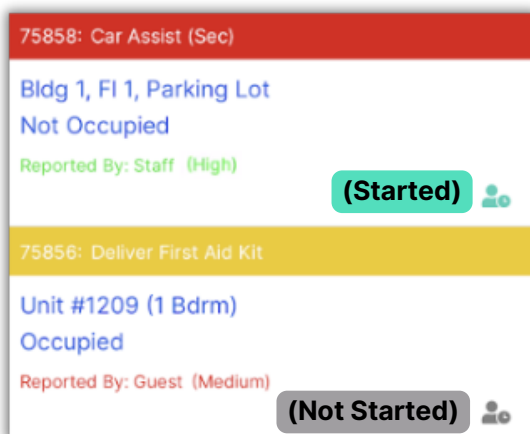 75858: Car Assist (Sec)
Bldg 1, Fl 1, Parking Lot
Not Occupied
Reported By: Staff (High)
(Started)
75856: Deliver First Aid Kit
Unit #1209 (1 Bdrm)
Occupied
Reported By: Guest (Medium)
(Not Started)